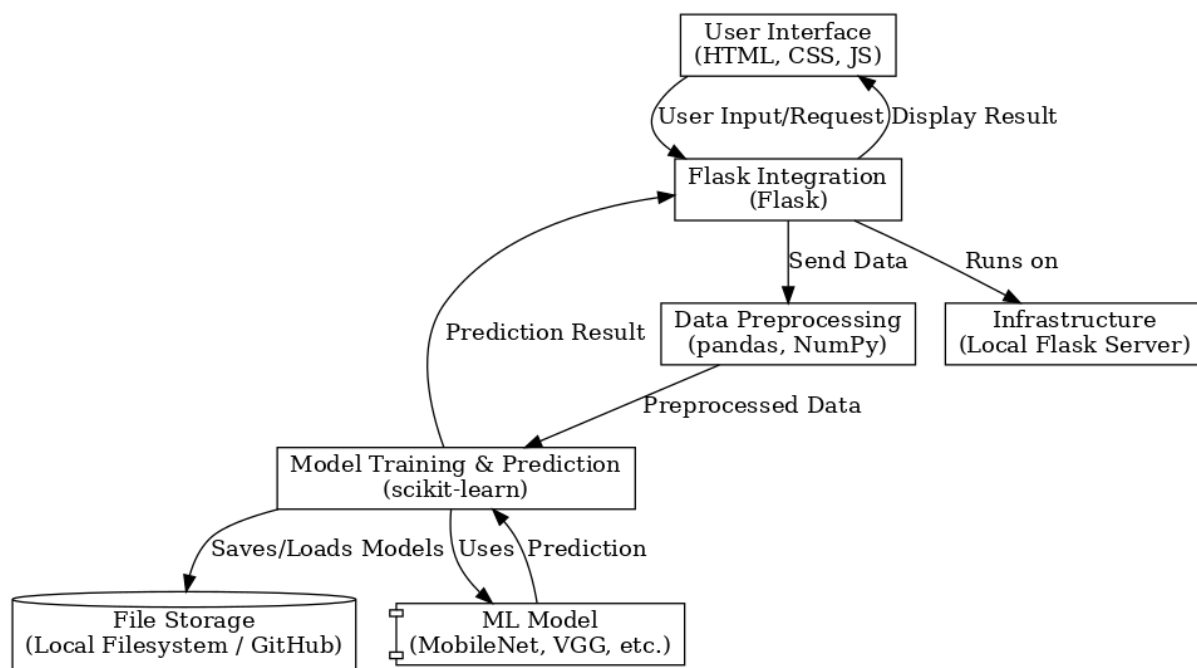 User Interface
(HTML, CSS, JS)
User Input/Request
Display Result
Flask Integration
(Flask)
Send Data
Runs on
Prediction Result
Data Preprocessing
(pandas, NumPy)
Infrastructure
(Local Flask Server)
Preprocessed Data
Model Training & Prediction
(scikit-learn)
Saves/Loads Models
Uses
Prediction
File Storage
(Local Filesystem / GitHub)
ML Model
(MobileNet, VGG, etc.)